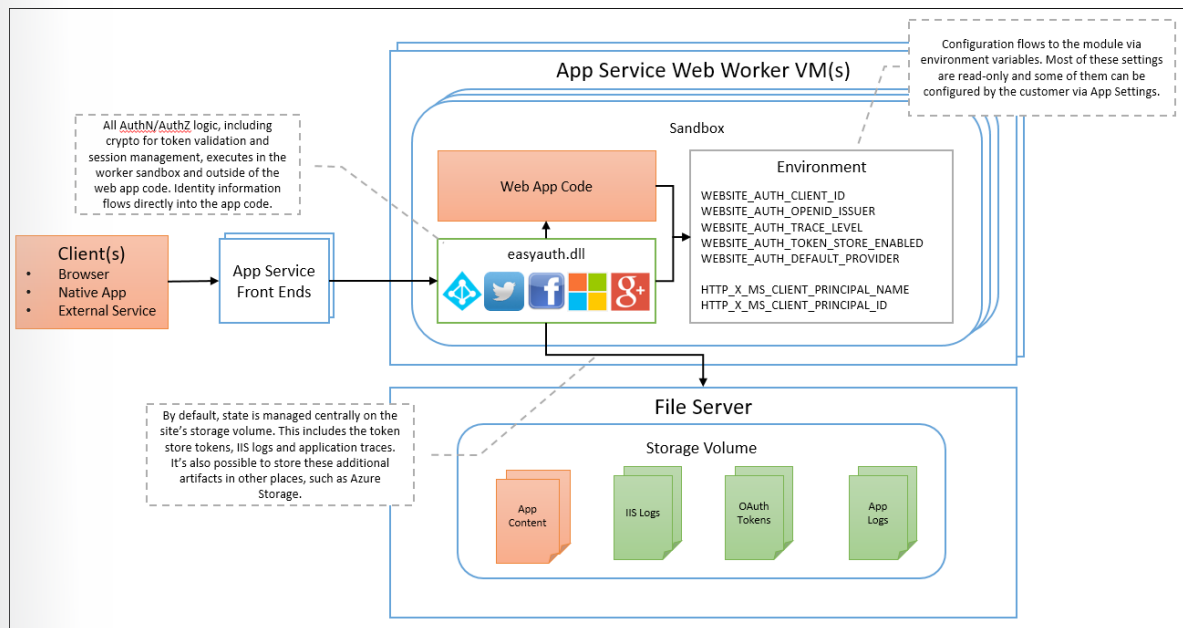 App Service Web Worker VM(s)
Configuration flows to the module via
environment variables. Most of these settings
are read-only and some of them can be
configured by the customer via App Settings.
All AuthN/AuthZ logic, including
crypto for token validation and
session management, executes in the
worker sandbox and outside of the
web app code. Identity information
flows directly into the app code.
Sandbox
Web App Code
Environment
WEBSITE_AUTH_CLIENT_ID
WEBSITE_AUTH_OPENID_ISSUER
WEBSITE_AUTH_TRACE_LEVEL
WEBSITE_AUTH_TOKEN_STORE_ENABLED
WEBSITE_AUTH_DEFAULT_PROVIDER
HTTP_X_MS_CLIENT_PRINCIPAL_NAME
HTTP_X_MS_CLIENT_PRINCIPAL_ID
Client(s)
• Browser
• Native App
• External Service
App Service
Front Ends
easyauth.dll
f
g+
By default, state is managed centrally on the
site's storage volume. This includes the token
store tokens, IIS logs and application traces.
It's also possible to store these additional
artifacts in other places, such as Azure
Storage.
File Server
Storage Volume
App
Content
IIS Logs
OAuth
Tokens
App
Logs